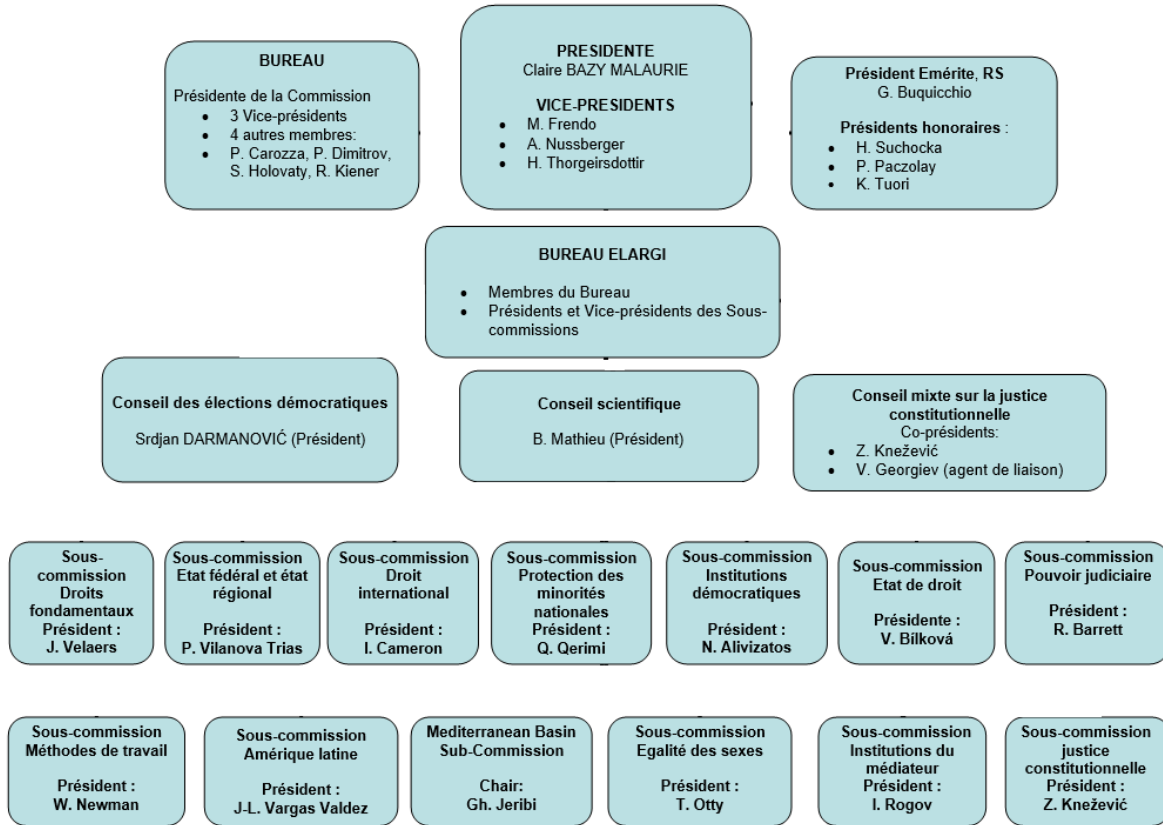 BUREAU
Présidente de la Commission
• 3 Vice-présidents
• 4 autres membres:
• P. Carozza, P. Dimitrov,
S. Holovaty, R. Kiener
PRESIDENTE
Claire BAZY MALAURIE
VICE-PRESIDENTS
• M. Frendo
• A. Nussberger
• H. Thorgeirsdottir
Président Emérite, RS
G. Buquicchio
Présidents honoraires :
• H. Suchocka
• P. Paczolay
• K. Tuori
BUREAU ELARGI
• Membres du Bureau
• Présidents et Vice-présidents des Sous-
commissions
Conseil des élections démocratiques
Srdjan DARMANOVIĆ (Président)
Conseil scientifique
B. Mathieu (Président)
Conseil mixte sur la justice
constitutionnelle
Co-présidents:
• Z. Knežević
• V. Georgiev (agent de liaison)
Sous-
commission
Droits
fondamentaux
Président :
J. Velaers
Sous-commission
Etat fédéral et état
régional
Président :
P. Vilanova Trias
Sous-commission
Droit
international
Président :
I. Cameron
Sous-commission
Protection des
minorités
nationales
Président :
Q. Qerimi
Sous-commission
Institutions
démocratiques
Président :
N. Alivizatos
Sous-commission
Etat de droit
Présidente :
V. Bílková
Sous-commission
Pouvoir judiciaire
Président :
R. Barrett
Sous-commission
Méthodes de travail
Président :
W. Newman
Sous-commission
Amérique latine
Président :
J-L. Vargas Valdez
Mediterranean Basin
Sub-Commission
Chair:
Gh. Jeribi
Sous-commission
Egalité des sexes
Président :
T. Otty
Sous-commission
Institutions du
médiateur
Président :
I. Rogov
Sous-commission
justice
constitutionnelle
Président :
Z. Knežević